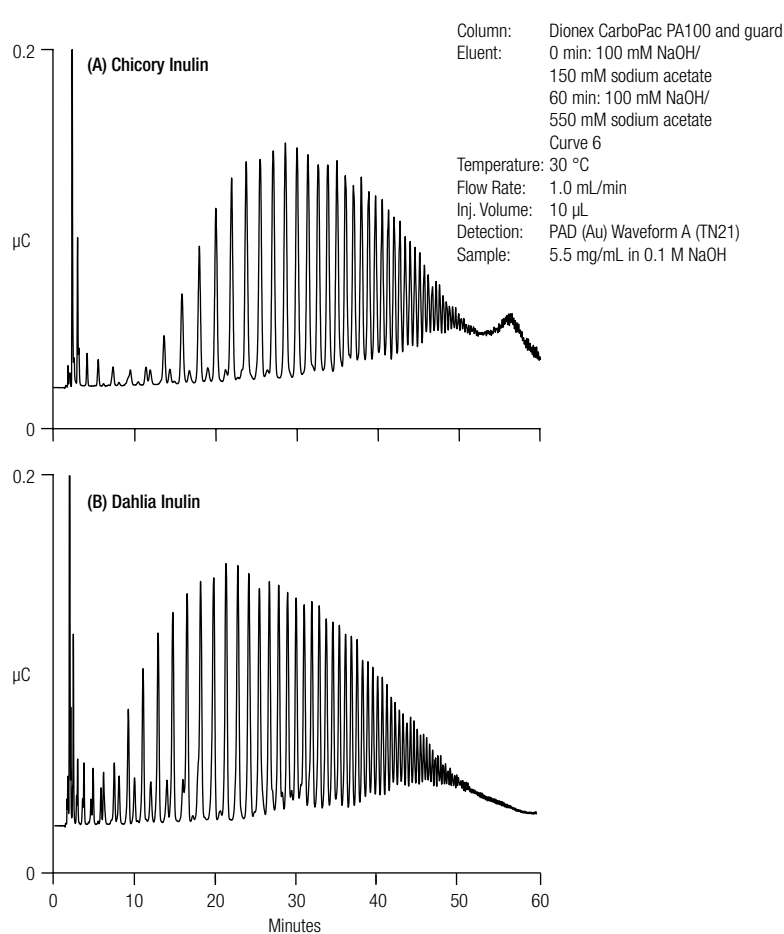 Column: Dionex CarboPac PA100 and guard
Eluent: 0 min: 100 mM NaOH/
150 mM sodium acetate
60 min: 100 mM NaOH/
550 mM sodium acetate
Curve 6
Temperature: 30 °C
Flow Rate: 1.0 mL/min
Inj. Volume: 10 µL
Detection: PAD (Au) Waveform A (TN21)
Sample: 5.5 mg/mL in 0.1 M NaOH
0.2
(A) Chicory Inulin
µC
0
0.2
(B) Dahlia Inulin
µC
0
0 10 20 30 40 50 60
Minutes